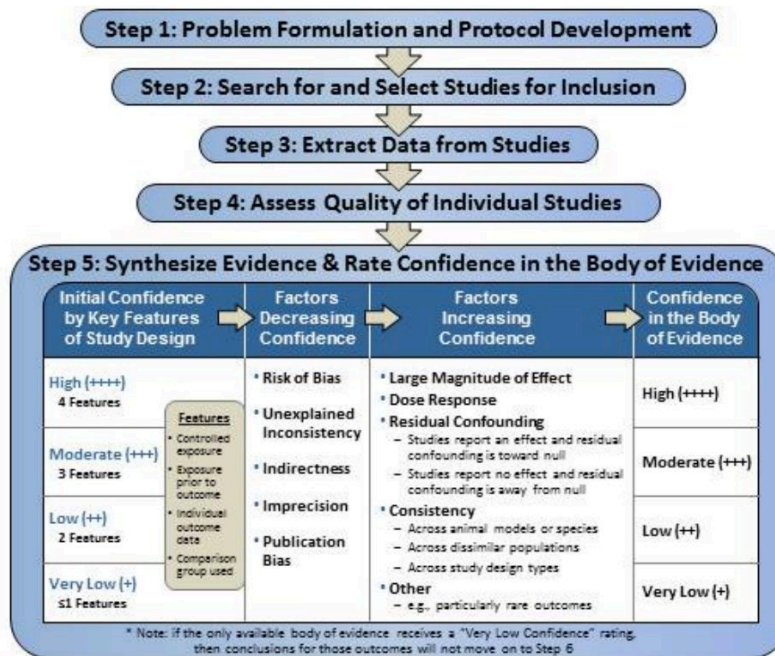 Step 1: Problem Formulation and Protocol Development
Step 2: Search for and Select Studies for Inclusion
Step 3: Extract Data from Studies
Step 4: Assess Quality of Individual Studies
Step 5: Synthesize Evidence & Rate Confidence in the Body of Evidence
Initial Confidence
by Key Features
of Study Design
Factors
Decreasing
Confidence
Factors
Increasing
Confidence
Confidence
in the Body
of Evidence
High (++++)
4 Features
Moderate (+++)
3 Features
Low (++)
2 Features
Very Low (+)
≤1 Features
Features
• Controlled
exposure
• Exposure
prior to
outcome
• Individual
outcome
data
• Comparison
group used
• Risk of Bias
• Unexplained
Inconsistency
• Indirectness
• Imprecision
• Publication
Bias
• Large Magnitude of Effect
• Dose Response
• Residual Confounding
– Studies report an effect and residual
confounding is toward null
– Studies report no effect and residual
confounding is away from null
• Consistency
– Across animal models or species
– Across dissimilar populations
– Across study design types
• Other
– e.g., particularly rare outcomes
High (++++)
Moderate (+++)
Low (++)
Very Low (+)
* Note: if the only available body of evidence receives a "Very Low Confidence" rating,
then conclusions for those outcomes will not move on to Step 6